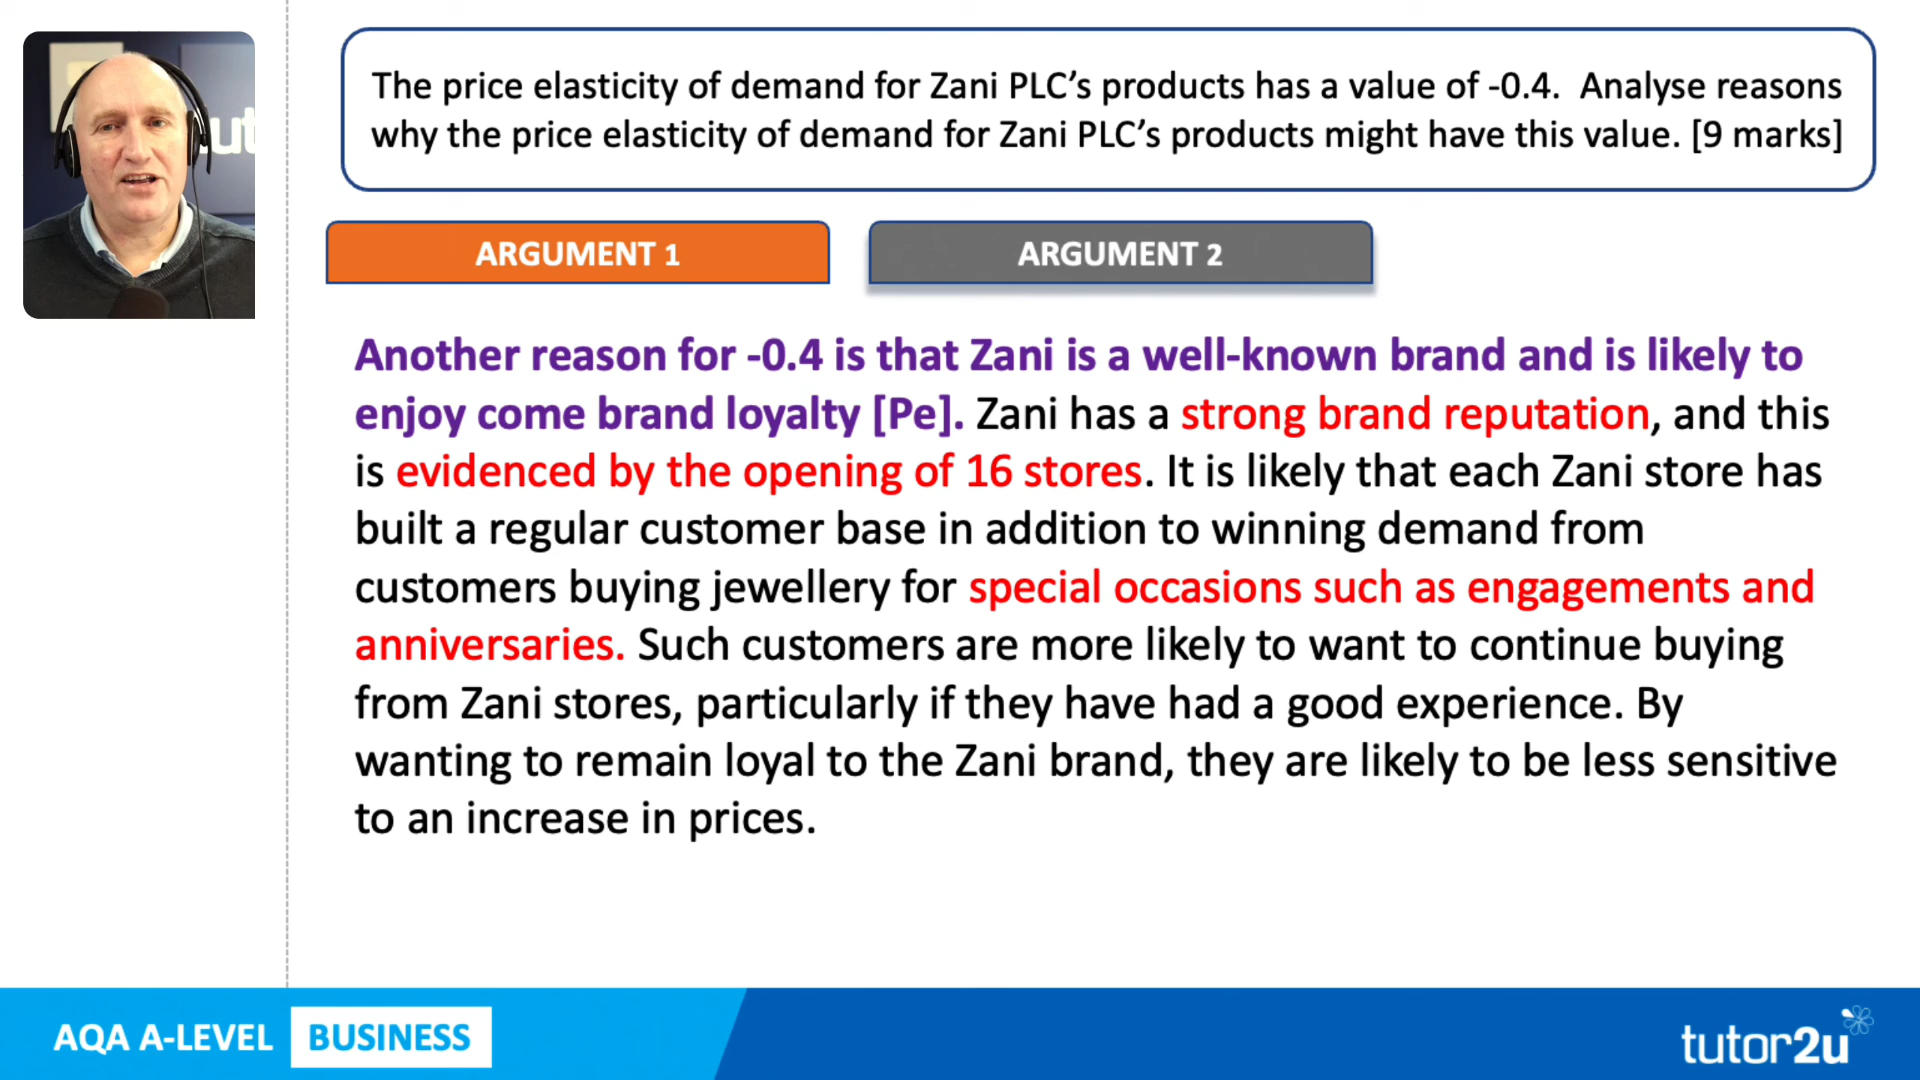 The price elasticity of demand for Zani PLC’s products has a value of -0.4.  Analyse reasons
why the price elasticity of demand for Zani PLC’s products might have this value. [9 marks]
ARGUMENT 1
ARGUMENT 2
Another reason for -0.4 is that Zani is a well-known brand and is likely to
enjoy come brand loyalty [Pe]. Zani has a strong brand reputation, and this
is evidenced by the opening of 16 stores. It is likely that each Zani store has
built a regular customer base in addition to winning demand from
customers buying jewellery for special occasions such as engagements and
anniversaries. Such customers are more likely to want to continue buying
from Zani stores, particularly if they have had a good experience. By
wanting to remain loyal to the Zani brand, they are likely to be less sensitive
to an increase in prices.
AQA A-LEVEL BUSINESS
tutor2u